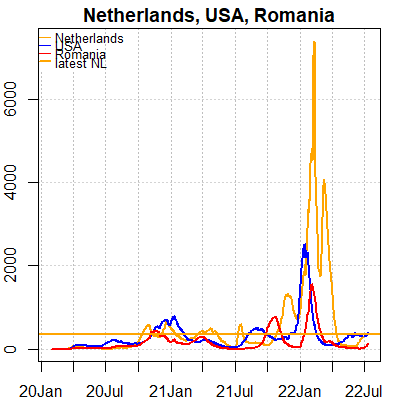 Netherlands, USA, Romania
Netherlands
USA
Romania
latest NL
6000
4000
2000
0
20Jan 20Jul 21Jan 21Jul 22Jan 22Jul